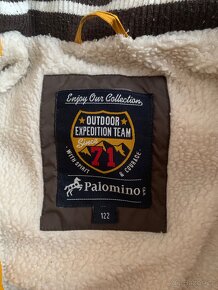 Enjoy Our Collection
OUTDOOR
EXPEDITION TEAM
Since
71
WITH SPIRIT & COURAGE
Palomino
122